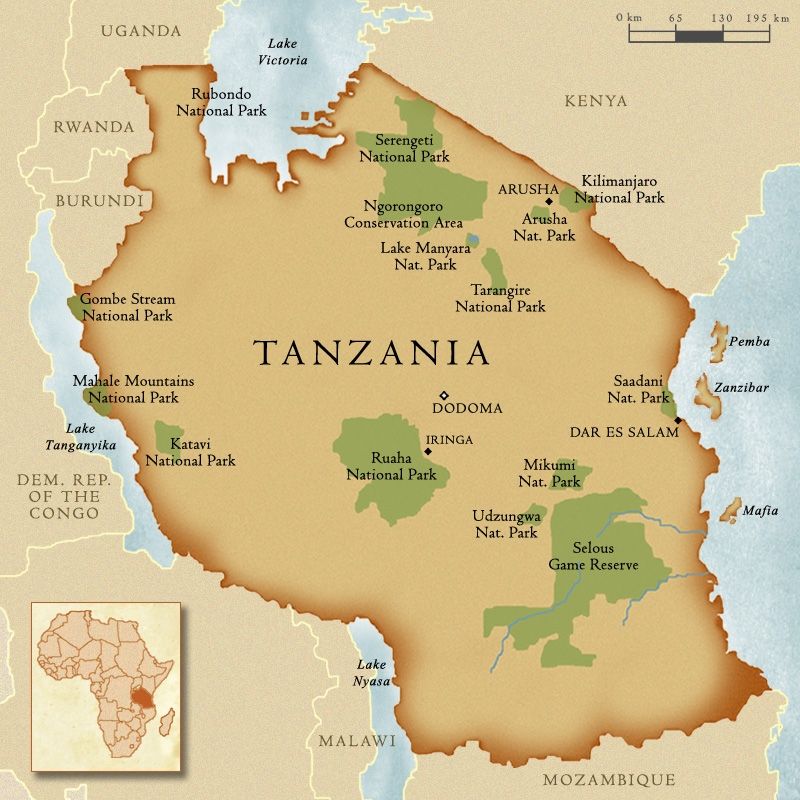 0 km 65 130 195 km
UGANDA
Lake
Victoria
Rubondo
National Park
KENYA
RWANDA
Serengeti
National Park
BURUNDI
ARUSHA
Kilimanjaro
National Park
Ngorongoro
Conservation Area
Arusha
Nat. Park
Lake Manyara
Nat. Park
Tarangire
National Park
Gombe Stream
National Park
TANZANIA
Pemba
Mahale Mountains
National Park
Saadani
Nat. Park
Zanzibar
DODOMA
Lake
Tanganyika
DAR ES SALAM
IRINGA
Katavi
National Park
Ruaha
National Park
Mikumi
Nat. Park
DEM. REP.
OF THE
CONGO
Mafia
Udzungwa
Nat. Park
Selous
Game Reserve
Lake
Nyasa
MALAWI
MOZAMBIQUE